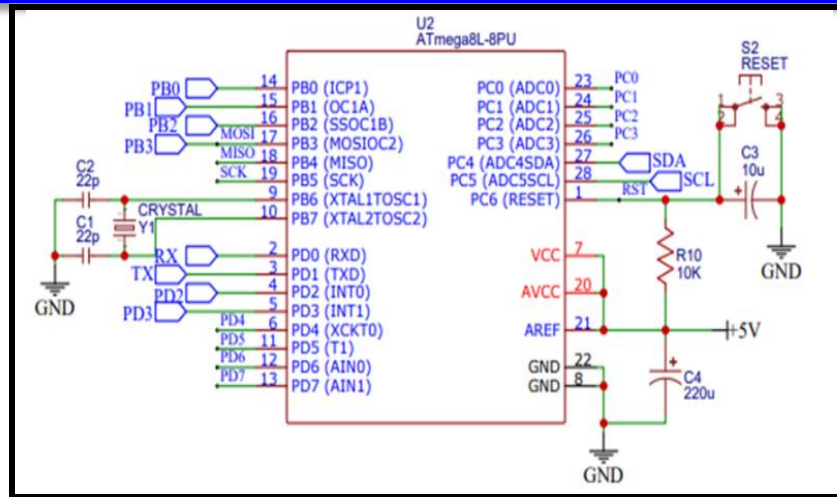 U2
ATmega8L-8PU
PB0 14 PB0 (ICP1)
PB1 15 PB1 (OC1A)
PB2 16 PB2 (SSOC1B)
PB3 MOSI 17 PB3 (MOSIOC2)
MISO 18 PB4 (MISO)
SCK 19 PB5 (SCK)
9 PB6 (XTAL1TOSC1)
10 PB7 (XTAL2TOSC2)
C2
22p
CRYSTAL
Y1
C1
22p
GND
RX 2 PD0 (RXD)
TX 3 PD1 (TXD)
PD2 4 PD2 (INT0)
PD3 5 PD3 (INT1)
PD4 6 PD4 (XCKT0)
PD5 11 PD5 (T1)
PD6 12 PD6 (AIN0)
PD7 13 PD7 (AIN1)
PC0 (ADC0) 23 PC0
PC1 (ADC1) 24 PC1
PC2 (ADC2) 25 PC2
PC3 (ADC3) 26 PC3
PC4 (ADC4SDA) 27 SDA
PC5 (ADC5SCL) 28 SCL
PC6 (RESET) 1 RST
VCC 7
AVCC 20
AREF 21
GND 22
GND 8
S2
RESET
1 3
2 4
C3
10u
GND
R10
10K
+5V
C4
220u
GND